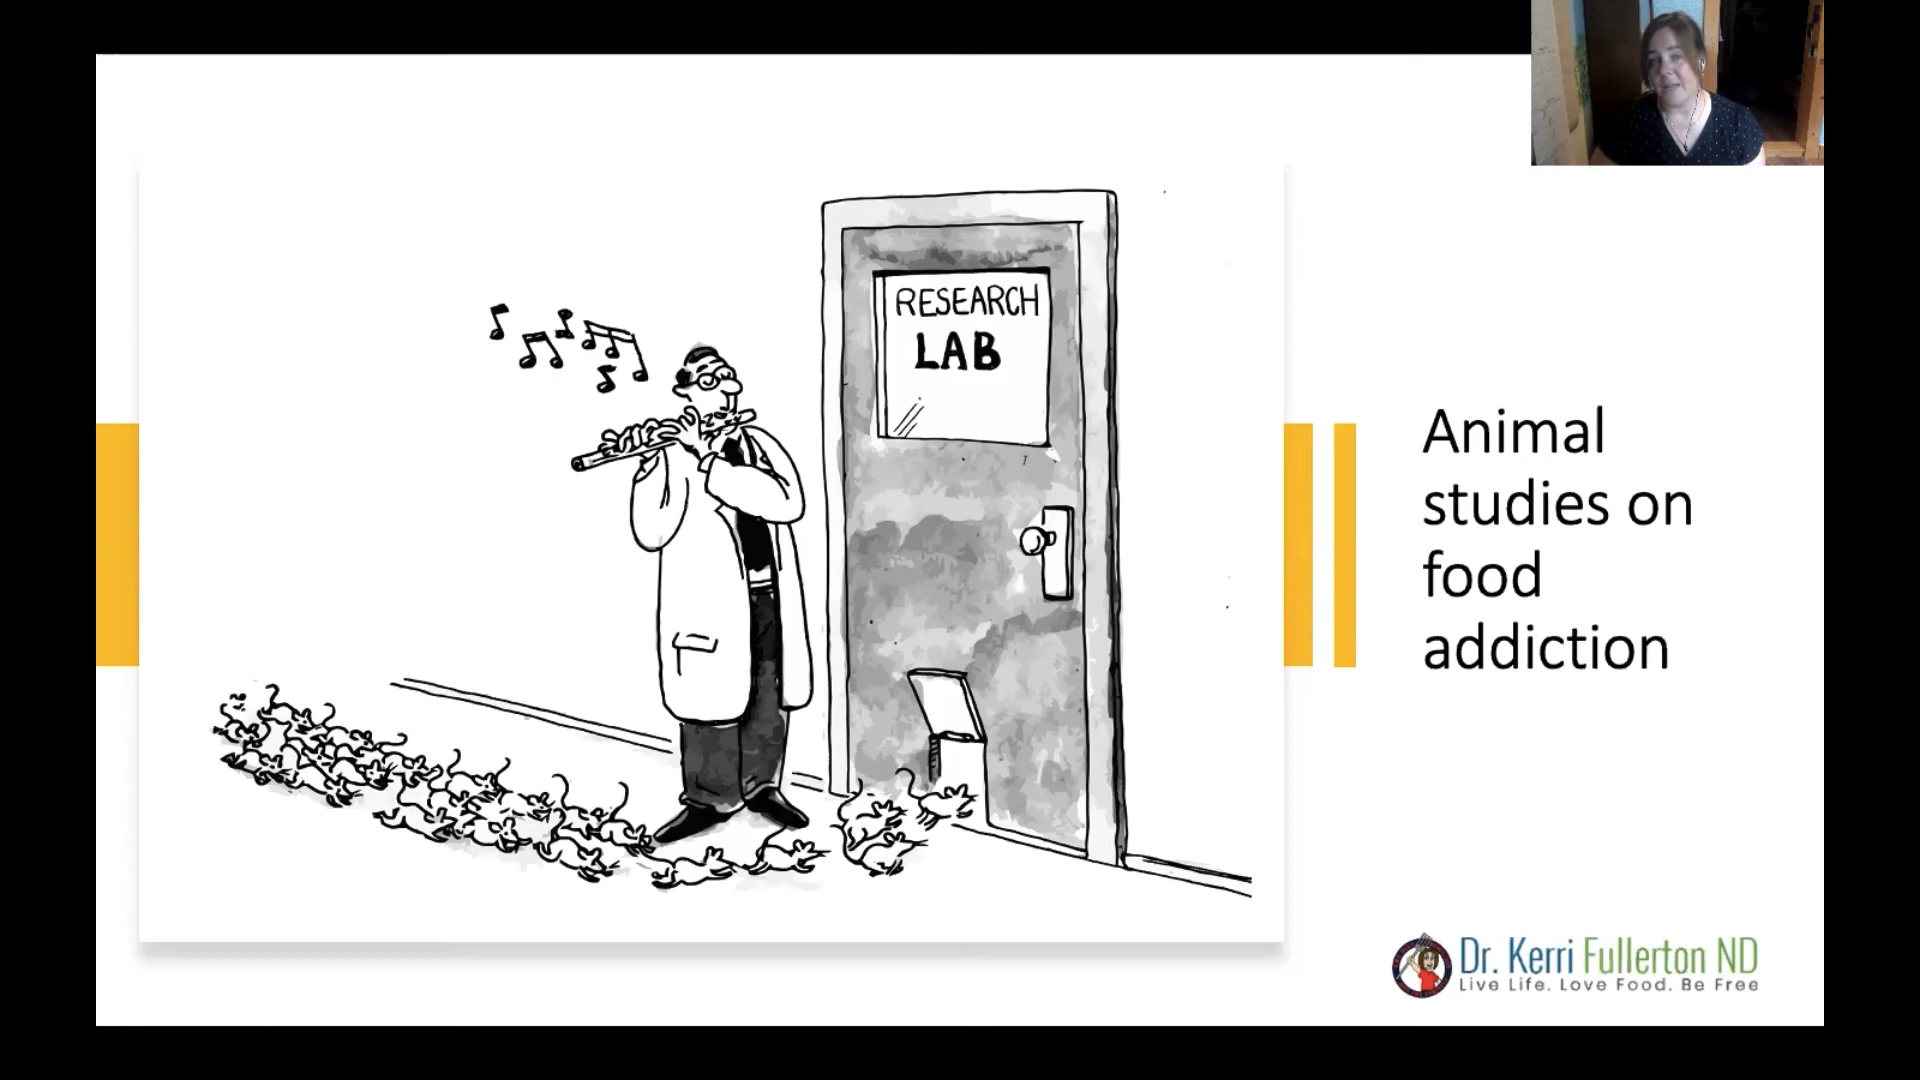 RESEARCH
LAB
Animal
studies on
food
addiction
Dr. Kerri Fullerton ND
Live Life. Love Food. Be Free